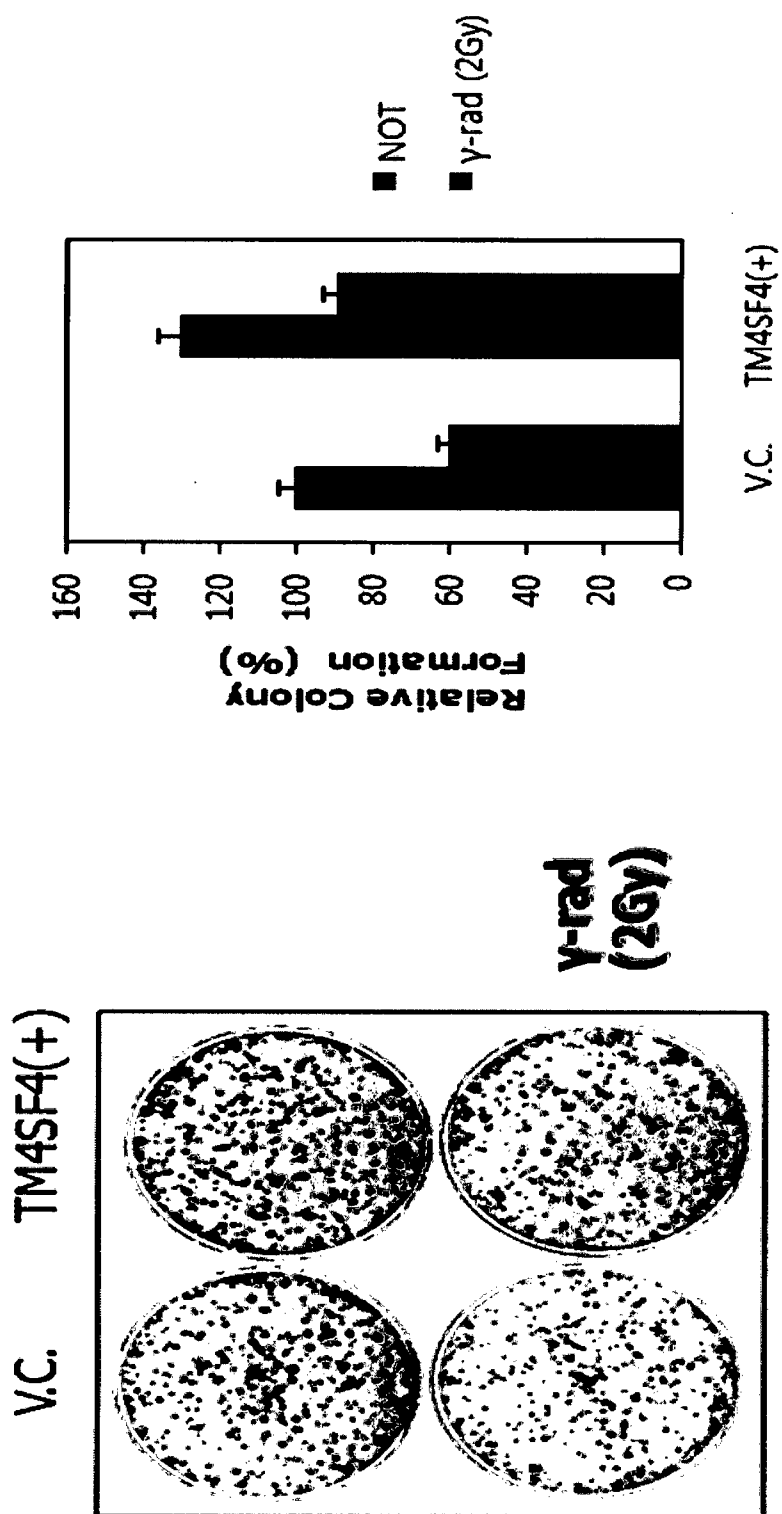 V.C. TM4SF4(+)
γ-rad
(2Gy)
Relative Colony
Formation (%)
160
140
120
100
80
60
40
20
0
V.C. TM4SF4(+)
NOT
γ-rad (2Gy)